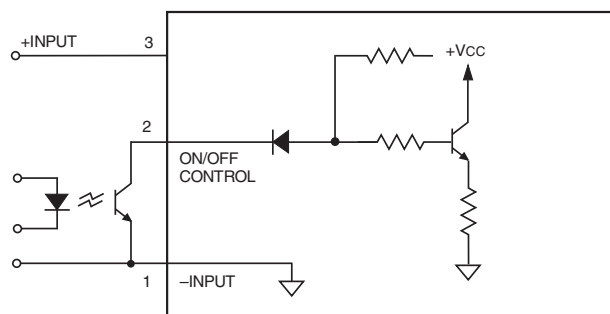 +INPUT
3
+VCC
2
ON/OFF
CONTROL
1
–INPUT